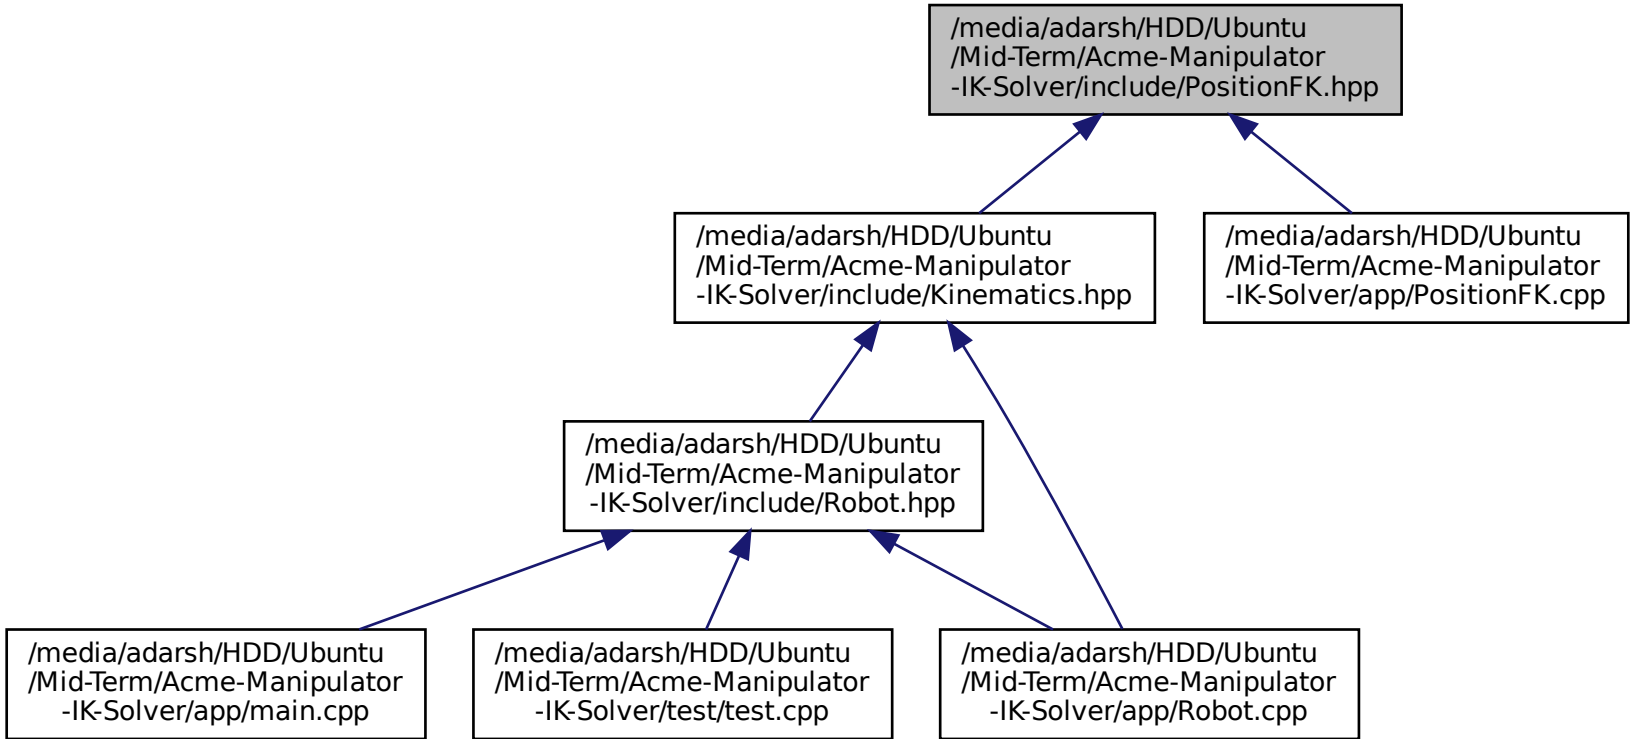 /media/adarsh/HDD/Ubuntu
/Mid-Term/Acme-Manipulator
-IK-Solver/include/PositionFK.hpp
/media/adarsh/HDD/Ubuntu
/Mid-Term/Acme-Manipulator
-IK-Solver/include/Kinematics.hpp
/media/adarsh/HDD/Ubuntu
/Mid-Term/Acme-Manipulator
-IK-Solver/app/PositionFK.cpp
/media/adarsh/HDD/Ubuntu
/Mid-Term/Acme-Manipulator
-IK-Solver/include/Robot.hpp
/media/adarsh/HDD/Ubuntu
/Mid-Term/Acme-Manipulator
-IK-Solver/app/main.cpp
/media/adarsh/HDD/Ubuntu
/Mid-Term/Acme-Manipulator
-IK-Solver/test/test.cpp
/media/adarsh/HDD/Ubuntu
/Mid-Term/Acme-Manipulator
-IK-Solver/app/Robot.cpp